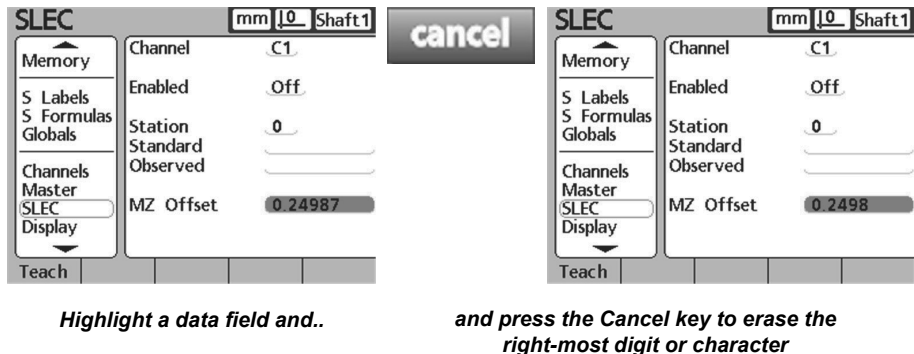 SLEC mm 0 Shaft1
Memory
S Labels
S Formulas
Globals
Channels
Master
SLEC
Display
Channel C1
Enabled Off
Station 0
Standard
Observed
MZ Offset 0.24987
Teach
cancel
SLEC mm 0 Shaft1
Memory
S Labels
S Formulas
Globals
Channels
Master
SLEC
Display
Channel C1
Enabled Off
Station 0
Standard
Observed
MZ Offset 0.2498
Teach
Highlight a data field and..
and press the Cancel key to erase the
right-most digit or character